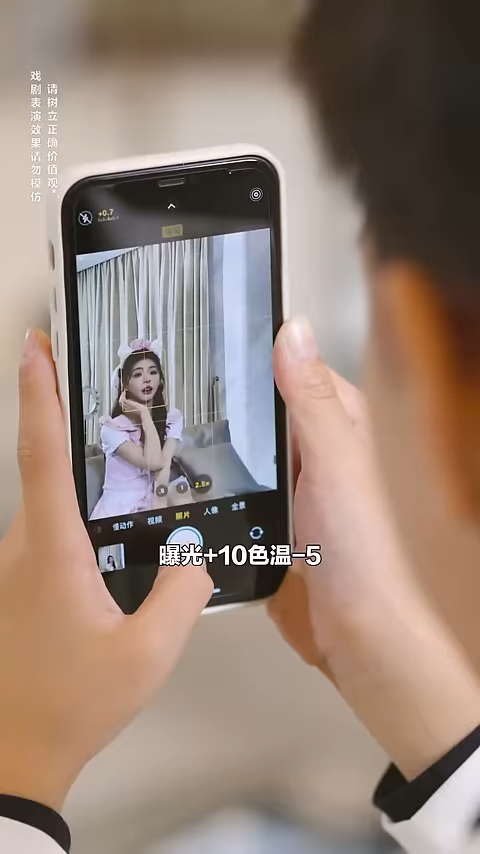 请树立正确价值观。
戏剧表演效果请勿模仿
+0.7
.5 1 2.5×
慢动作 视频 照片 人像 全景
曝光+10色温-5